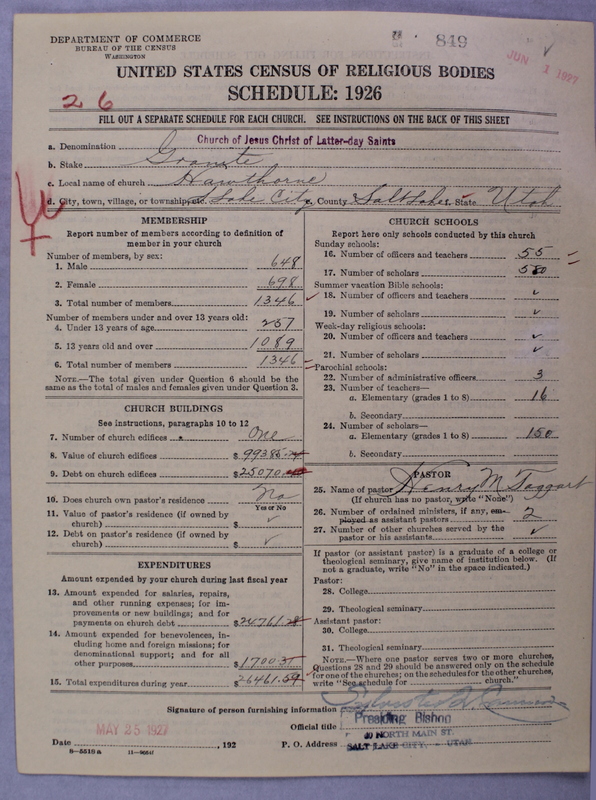 DEPARTMENT OF COMMERCE
BUREAU OF THE CENSUS
WASHINGTON
849
JUN 1 1927
UNITED STATES CENSUS OF RELIGIOUS BODIES
SCHEDULE: 1926
26
FILL OUT A SEPARATE SCHEDULE FOR EACH CHURCH. SEE INSTRUCTIONS ON THE BACK OF THIS SHEET
a. Denomination Church of Jesus Christ of Latter-day Saints
b. Stake Granite
c. Local name of church Hawthorne
d. City, town, village, or township, etc. Lake City e. County Salt Lake State Utah
MEMBERSHIP
Report number of members according to definition of
member in your church
Number of members, by sex:
1. Male 648
2. Female 698
3. Total number of members 1346
Number of members under and over 13 years old:
4. Under 13 years of age 257
5. 13 years old and over 1089
6. Total number of members 1346
NOTE.—The total given under Question 6 should be the
same as the total of males and females given under Question 3.
CHURCH BUILDINGS
See instructions, paragraphs 10 to 12
7. Number of church edifices One
8. Value of church edifices $ 99385
9. Debt on church edifices $ 25070
10. Does church own pastor's residence No
Yes or No
11. Value of pastor's residence (if owned by
church) $ ✓
12. Debt on pastor's residence (if owned by
church) $ ✓
EXPENDITURES
Amount expended by your church during last fiscal year
13. Amount expended for salaries, repairs,
and other running expenses; for im-
provements or new buildings; and for
payments on church debt $ 24761
14. Amount expended for benevolences, in-
cluding home and foreign missions; for
denominational support; and for all
other purposes $ 1700.31
15. Total expenditures during year $ 26461.59
CHURCH SCHOOLS
Report here only schools conducted by this church
Sunday schools:
16. Number of officers and teachers 55
17. Number of scholars
Summer vacation Bible schools:
18. Number of officers and teachers ✓
19. Number of scholars ✓
Week-day religious schools:
20. Number of officers and teachers ✓
21. Number of scholars ✓
Parochial schools:
22. Number of administrative officers 3
23. Number of teachers—
a. Elementary (grades 1 to 8) 16
b. Secondary
24. Number of scholars—
a. Elementary (grades 1 to 8) 150
b. Secondary
PASTOR
25. Name of pastor Henry M Taggart
(If church has no pastor, write "None")
26. Number of ordained ministers, if any, em-
ployed as assistant pastors 2
27. Number of other churches served by the
pastor or his assistants ✓
If pastor (or assistant pastor) is a graduate of a college or
theological seminary, give name of institution below. (If
not a graduate, write "No" in the space indicated.)
Pastor:
28. College
29. Theological seminary
Assistant pastor:
30. College
31. Theological seminary
NOTE.—Where one pastor serves two or more churches,
Questions 28 and 29 should be answered only on the schedule
for one of the churches; on the schedules for the other churches,
write "See schedule for church."
Signature of person furnishing information Sylvester Q. Cannon
Official title Presiding Bishop
Date MAY 25 1927, 192 P. O. Address 40 NORTH MAIN ST.
SALT LAKE CITY, UTAH
8—5518a 11—9054f